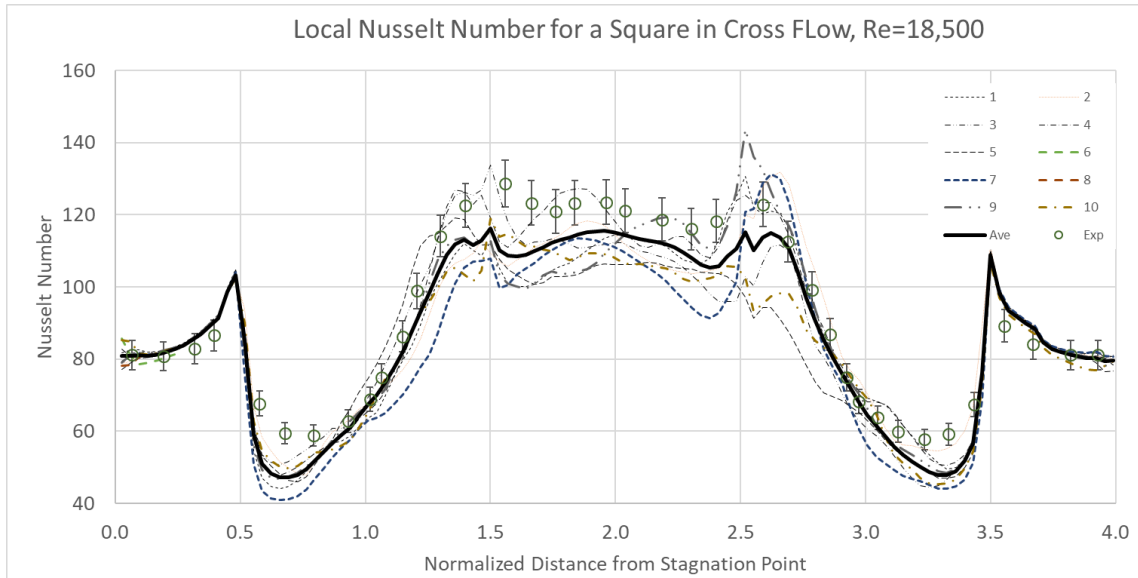 Local Nusselt Number for a Square in Cross FLow, Re=18,500
160
140
120
100
80
60
40
Nusselt Number
1 2
3 4
5 6
7 8
9 10
Ave Exp
0.0 0.5 1.0 1.5 2.0 2.5 3.0 3.5 4.0
Normalized Distance from Stagnation Point